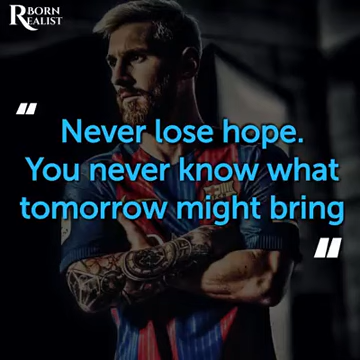 BORN
REALIST
“
Never lose hope.
You never know what
tomorrow might bring
”